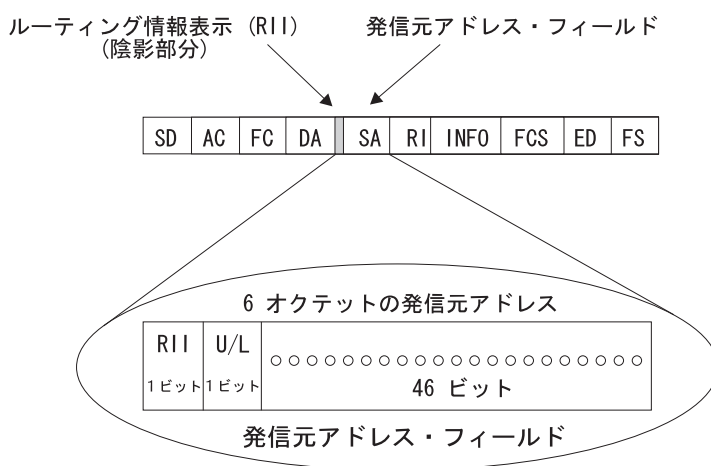 ルーティング情報表示 (RII)
(陰影部分)
発信元アドレス・フィールド
SD AC FC DA SA RI INFO FCS ED FS
6 オクテットの発信元アドレス
RII U/L
1ビット 1ビット 46 ビット
発信元アドレス・フィールド